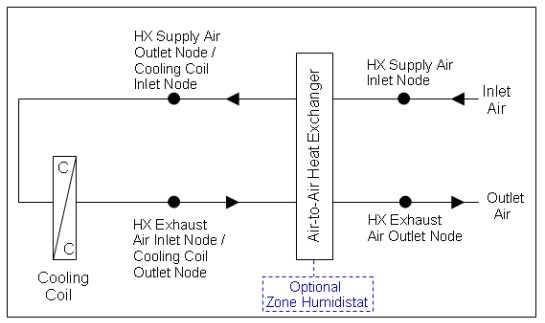 HX Supply Air
Outlet Node /
Cooling Coil
Inlet Node
HX Supply Air
Inlet Node
Inlet
Air
Air-to-Air Heat Exchanger
C
C
Cooling
Coil
HX Exhaust
Air Inlet Node /
Cooling Coil
Outlet Node
HX Exhaust
Air Outlet Node
Outlet
Air
Optional
Zone Humidistat